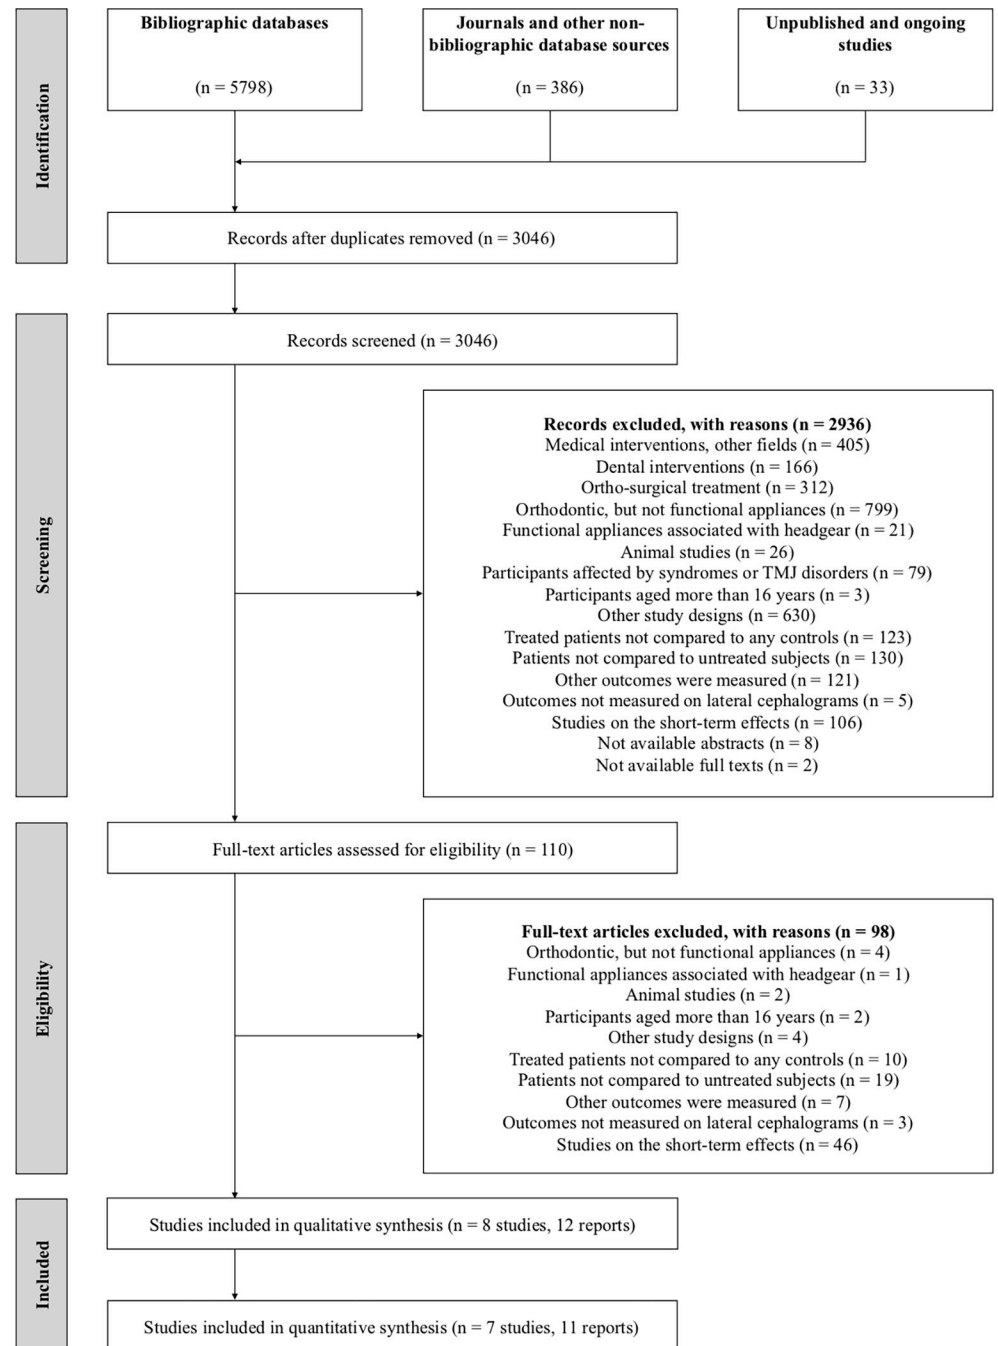 Identification
Bibliographic databases
(n = 5798)
Journals and other non-
bibliographic database sources
(n = 386)
Unpublished and ongoing
studies
(n = 33)
Records after duplicates removed (n = 3046)
Screening
Records screened (n = 3046)
Records excluded, with reasons (n = 2936)
Medical interventions, other fields (n = 405)
Dental interventions (n = 166)
Ortho-surgical treatment (n = 312)
Orthodontic, but not functional appliances (n = 799)
Functional appliances associated with headgear (n = 21)
Animal studies (n = 26)
Participants affected by syndromes or TMJ disorders (n = 79)
Participants aged more than 16 years (n = 3)
Other study designs (n = 630)
Treated patients not compared to any controls (n = 123)
Patients not compared to untreated subjects (n = 130)
Other outcomes were measured (n = 121)
Outcomes not measured on lateral cephalograms (n = 5)
Studies on the short-term effects (n = 106)
Not available abstracts (n = 8)
Not available full texts (n = 2)
Eligibility
Full-text articles assessed for eligibility (n = 110)
Full-text articles excluded, with reasons (n = 98)
Orthodontic, but not functional appliances (n = 4)
Functional appliances associated with headgear (n = 1)
Animal studies (n = 2)
Participants aged more than 16 years (n = 2)
Other study designs (n = 4)
Treated patients not compared to any controls (n = 10)
Patients not compared to untreated subjects (n = 19)
Other outcomes were measured (n = 7)
Outcomes not measured on lateral cephalograms (n = 3)
Studies on the short-term effects (n = 46)
Included
Studies included in qualitative synthesis (n = 8 studies, 12 reports)
Studies included in quantitative synthesis (n = 7 studies, 11 reports)